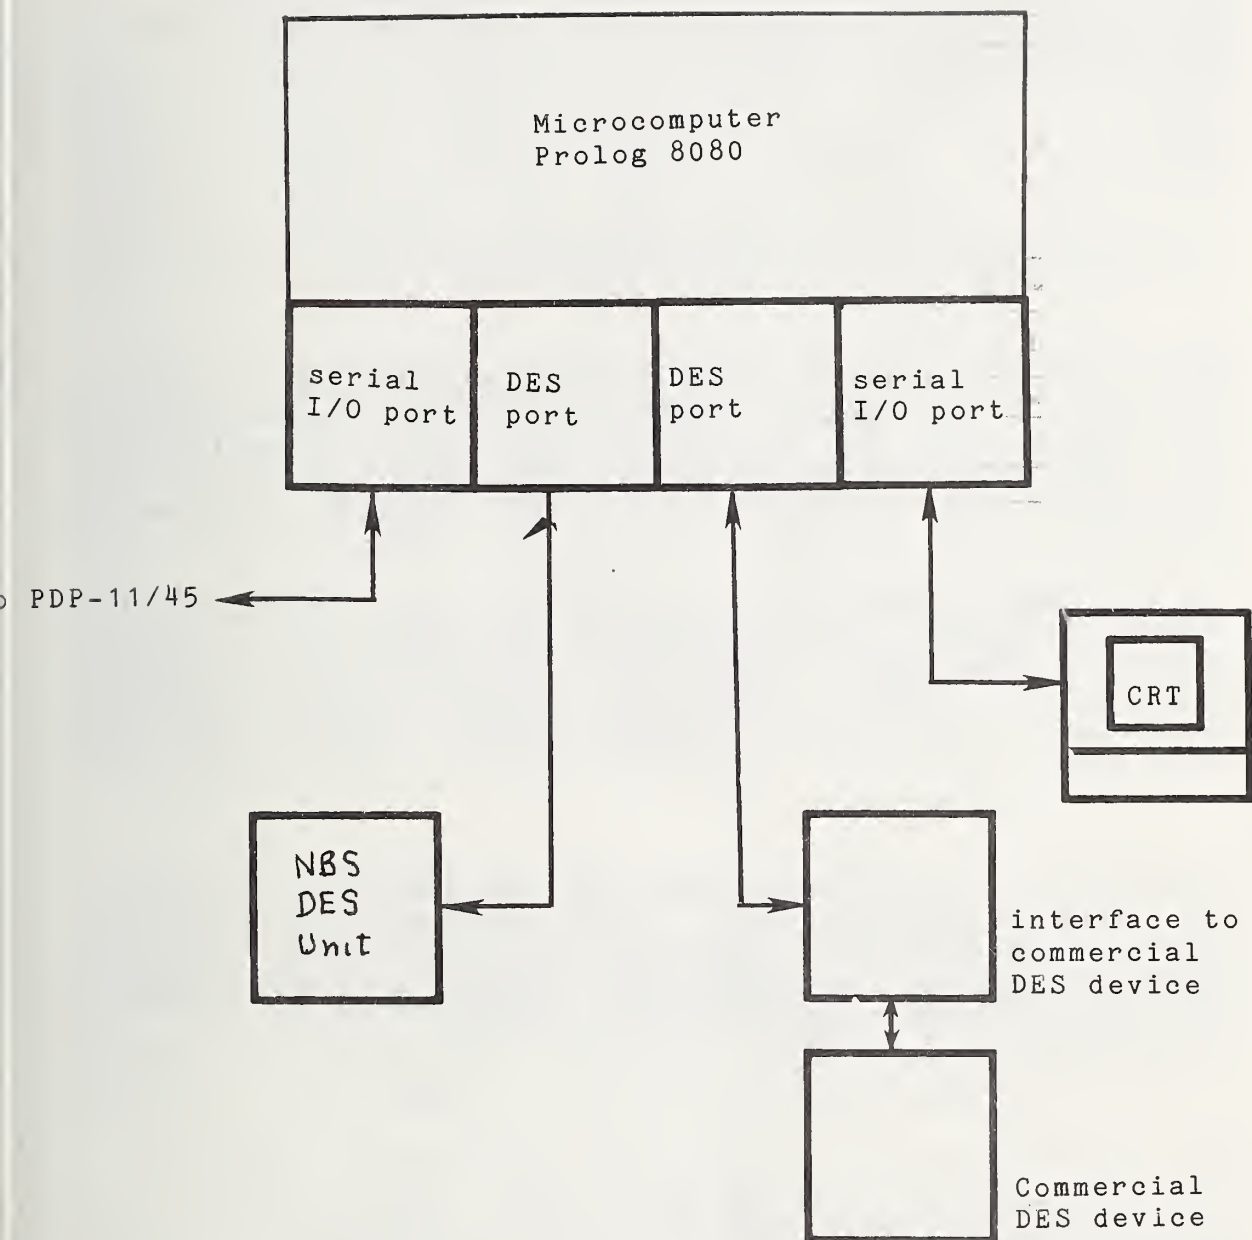 Microcomputer
Prolog 8080
serial
I/O port
DES
port
DES
port
serial
I/O port
PDP-11/45
CRT
NBS
DES
Unit
interface to
commercial
DES device
Commercial
DES device